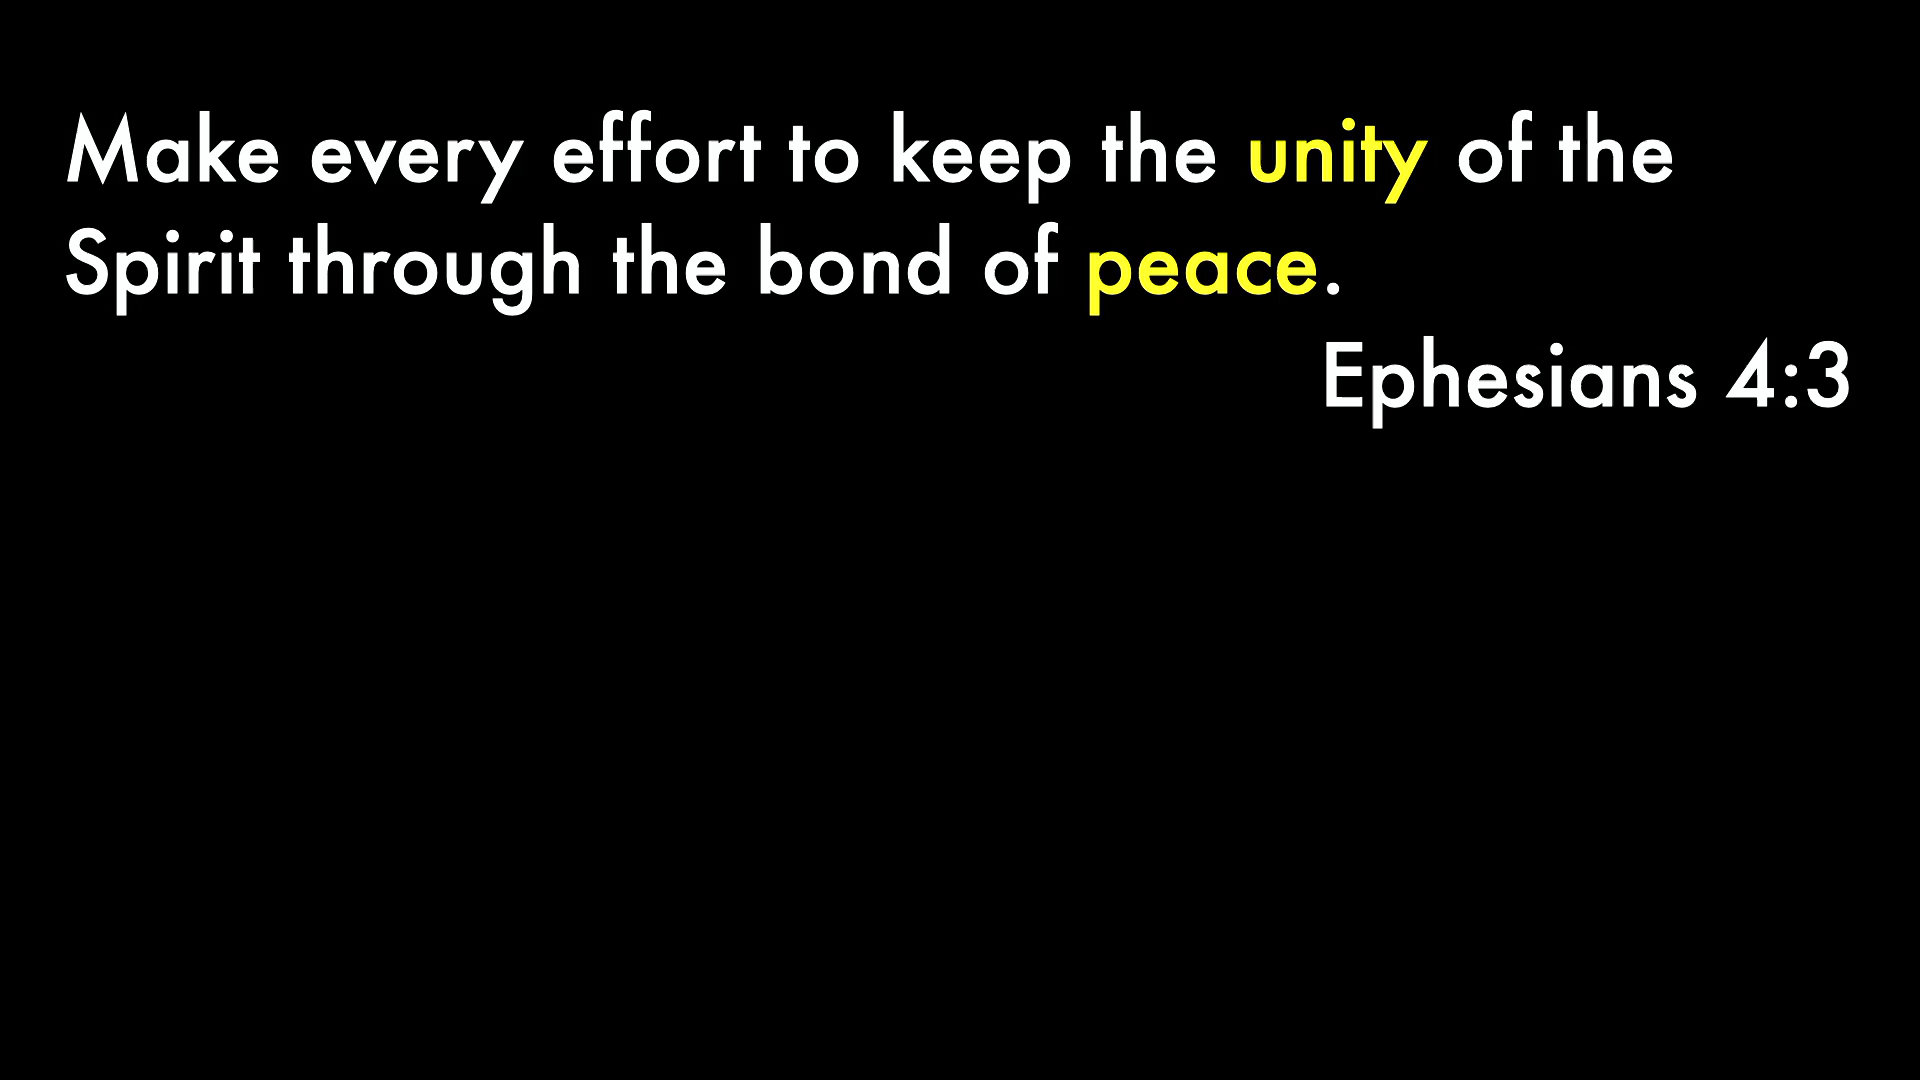 Make every effort to keep the unity of the
Spirit through the bond of peace.
Ephesians 4:3